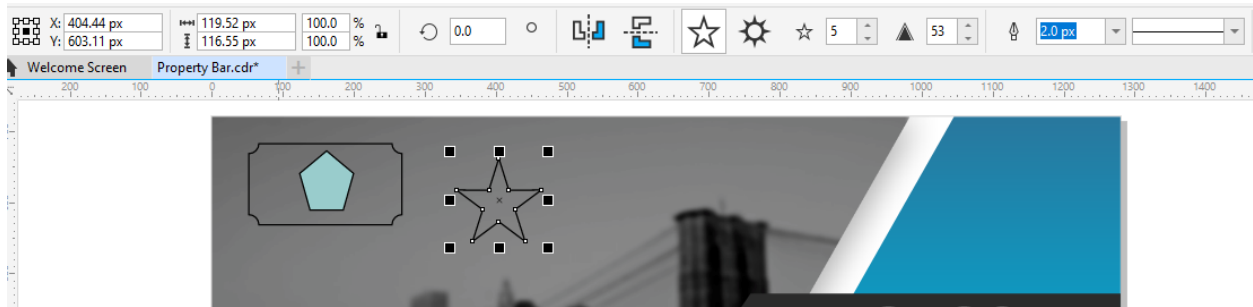 X: 404.44 px 119.52 px 100.0 % 0.0 ° 5 53 2.0 px
Y: 603.11 px 116.55 px 100.0 %
Welcome Screen Property Bar.cdr*
200 100 0 100 200 300 400 500 600 700 800 900 1000 1100 1200 1300 1400